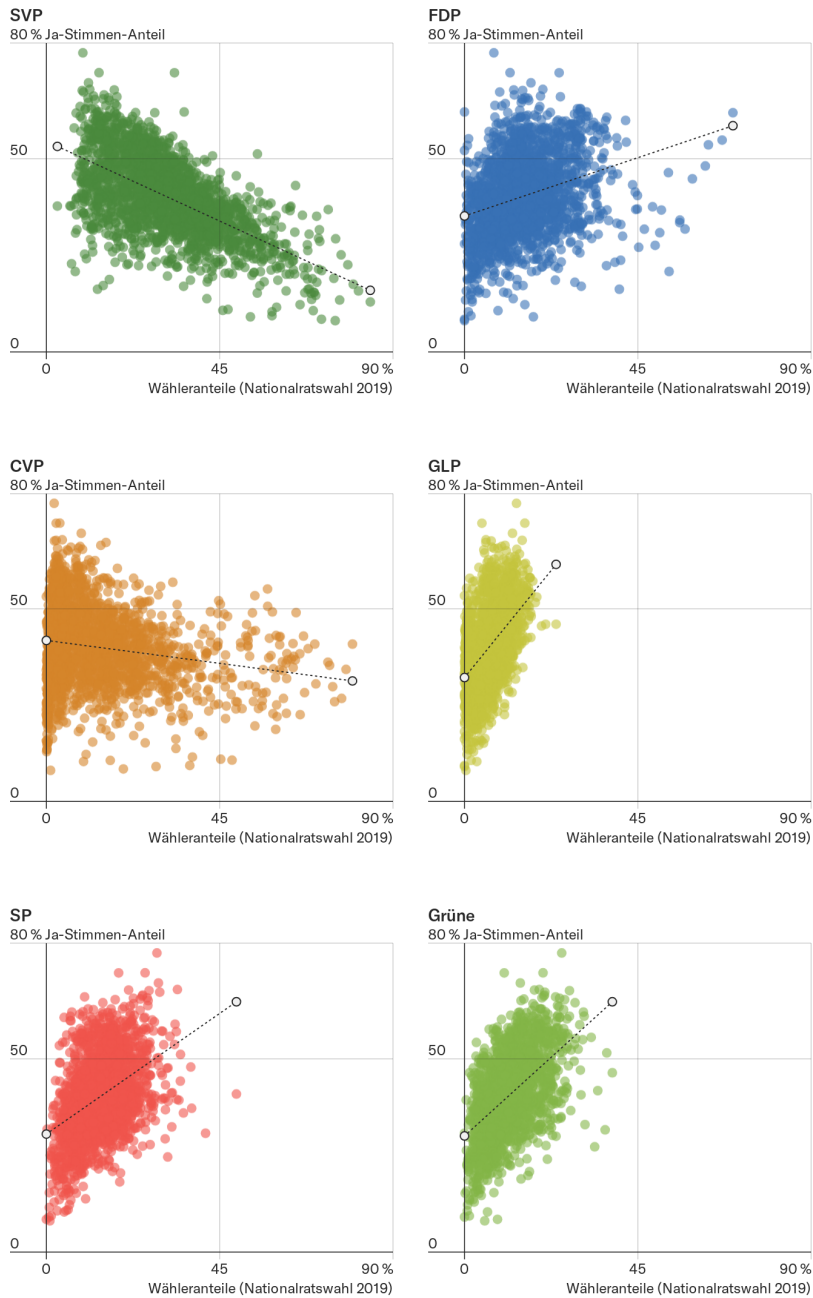 SVP
80 % Ja-Stimmen-Anteil
50
0
0 45 90 %
Wähleranteile (Nationalratswahl 2019)
FDP
80 % Ja-Stimmen-Anteil
50
0
0 45 90 %
Wähleranteile (Nationalratswahl 2019)
CVP
80 % Ja-Stimmen-Anteil
50
0
0 45 90 %
Wähleranteile (Nationalratswahl 2019)
GLP
80 % Ja-Stimmen-Anteil
50
0
0 45 90 %
Wähleranteile (Nationalratswahl 2019)
SP
80 % Ja-Stimmen-Anteil
50
0
0 45 90 %
Wähleranteile (Nationalratswahl 2019)
Grüne
80 % Ja-Stimmen-Anteil
50
0
0 45 90 %
Wähleranteile (Nationalratswahl 2019)